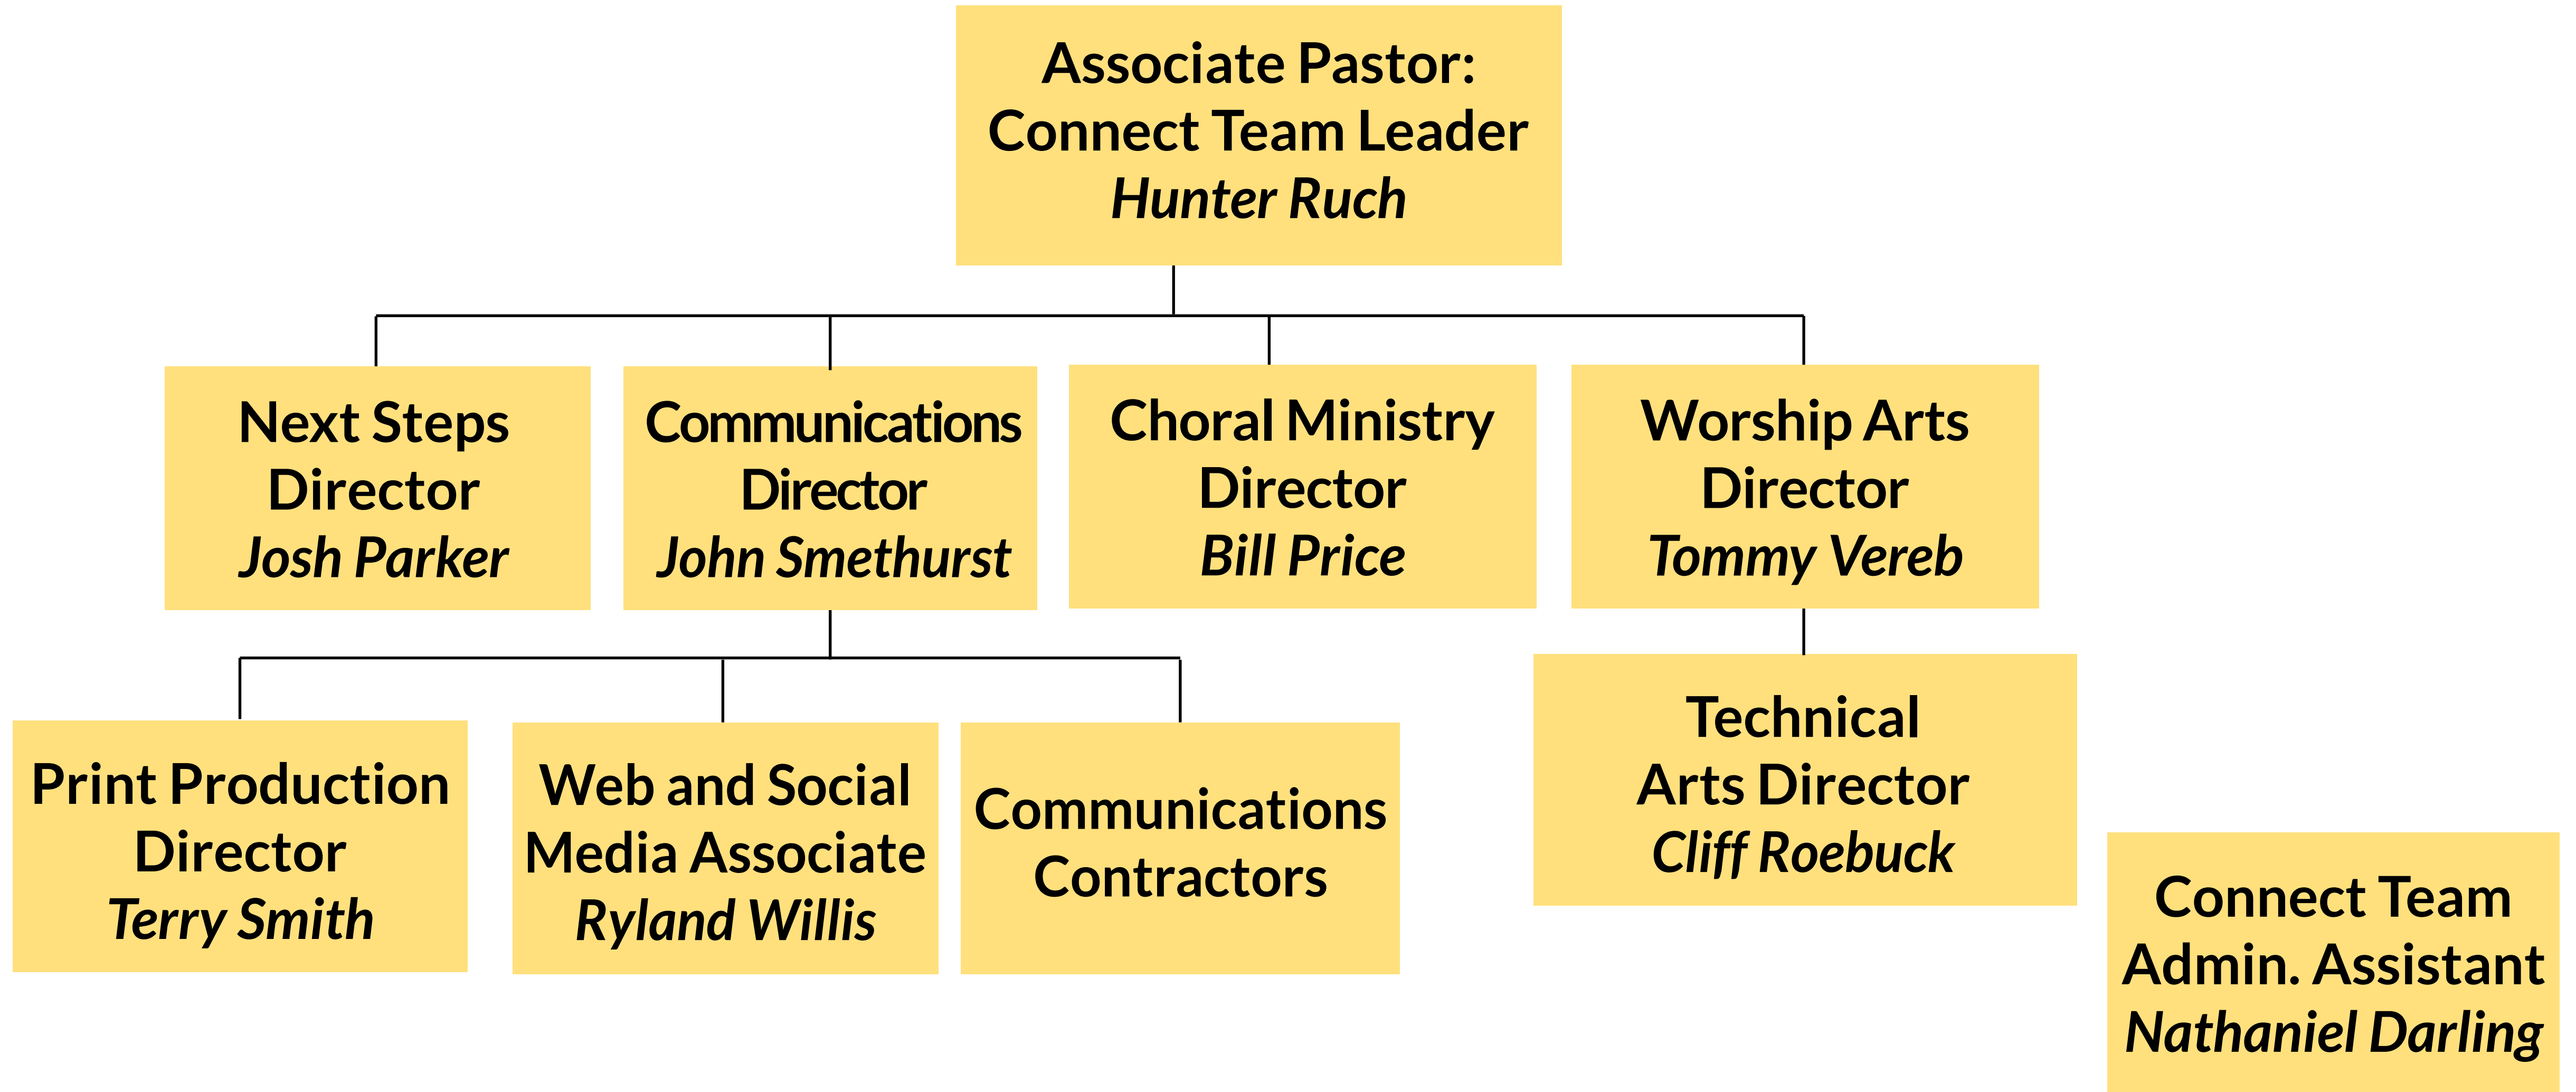 Associate Pastor:
Connect Team Leader
Hunter Ruch
Next Steps
Director
Josh Parker
Communications
Director
John Smethurst
Choral Ministry
Director
Bill Price
Worship Arts
Director
Tommy Vereb
Print Production
Director
Terry Smith
Web and Social
Media Associate
Ryland Willis
Communications
Contractors
Technical
Arts Director
Cliff Roebuck
Connect Team
Admin. Assistant
Nathaniel Darling